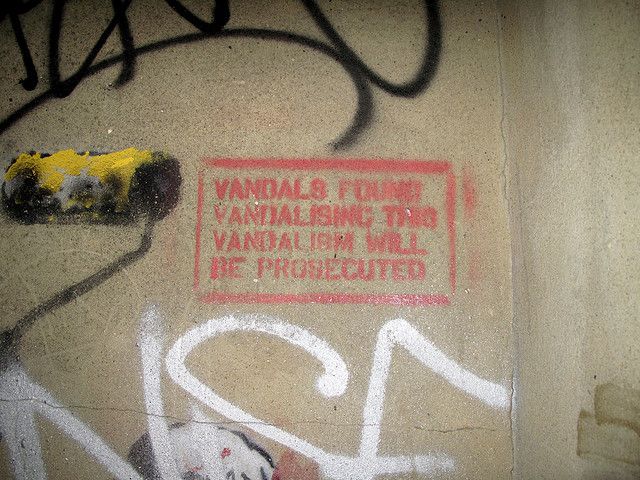 VANDALS FOUND
VANDALISING THIS
VANDALISM WILL
BE PROSECUTED